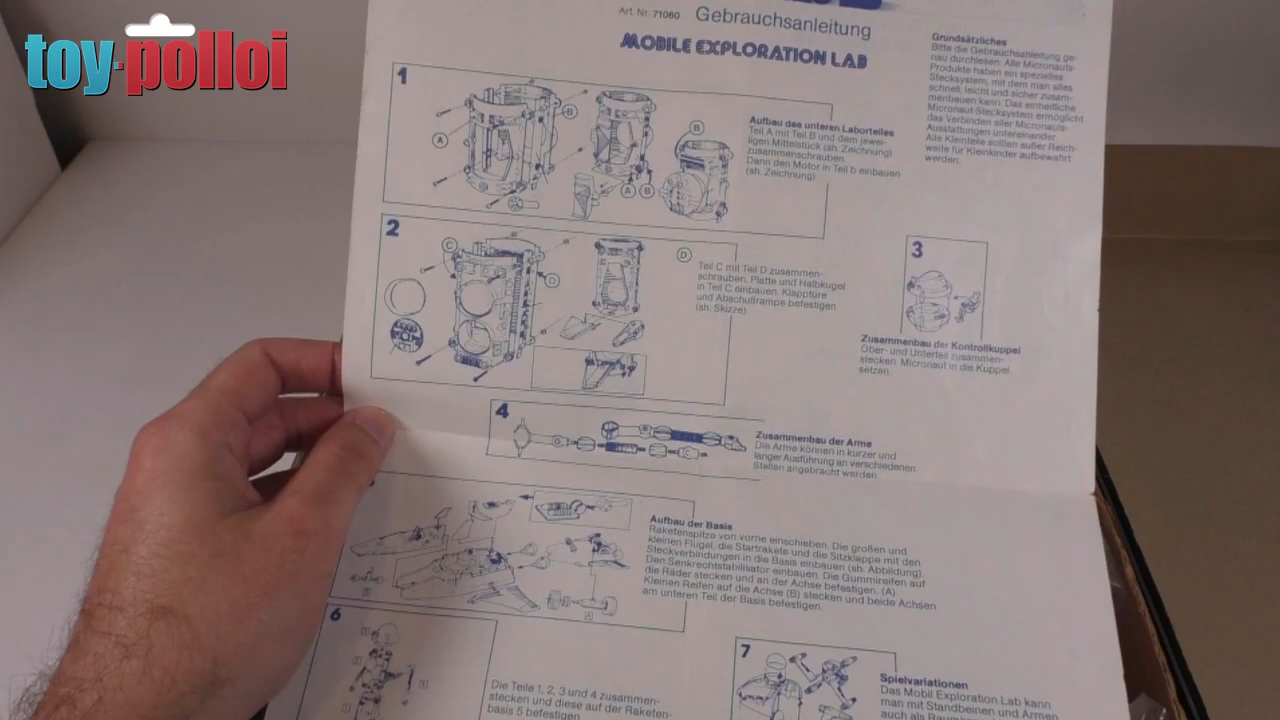 toy-polloi
Art. Nr. 71060 Gebrauchsanleitung
MOBILE EXPLORATION LAB
Grundsätzliches
Bitte die Gebrauchsanleitung ge-
nau durchlesen. Alle Micronauts-
Produkte haben ein spezielles
Stecksystem, mit dem man alles
schnell, leicht und sicher zusam-
menbauen kann. Das einheitliche
Micronaut-Stecksystem ermöglicht
das Verbinden aller Micronauts-
Ausstattungen untereinander.
Alle Kleinteile sollten außer Reich-
weite für Kleinkinder aufbewahrt
werden.
1
A
B
A
B
B
Aufbau des unteren Laborteiles
Teil A mit Teil B und dem jewei-
ligen Mittelstück (sh. Zeichnung)
zusammenschrauben.
Dann den Motor in Teil b einbauen
(sh. Zeichnung)
2
C
D
D
Teil C mit Teil D zusammen-
schrauben. Platte und Halbkugel
in Teil C einbauen. Klapptüre
und Abschußrampe befestigen
(sh. Skizze)
3
Zusammenbau der Kontrollkuppel
Ober- und Unterteil zusammen-
stecken. Micronaut in die Kuppel
setzen.
4
Zusammenbau der Arme
Die Arme können in kurzer und
langer Ausführung an verschiedenen
Stellen angebracht werden.
Aufbau der Basis
Raketenspitze von vorne einschieben. Die großen und
kleinen Flügel, die Startrakete und die Sitzklappe mit den
Steckverbindungen in die Basis einbauen (sh. Abbildung).
Den Senkrechtstabilisator einbauen. Die Gummireifen auf
die Räder stecken und an der Achse befestigen. (A)
Kleinen Reifen auf die Achse (B) stecken und beide Achsen
am unteren Teil der Basis befestigen.
6
Die Teile 1, 2, 3 und 4 zusammen-
stecken und diese auf der Raketen-
basis 5 befestigen.
7
Spielvariationen
Das Mobil Exploration Lab kann
man mit Standbeinen und Armen